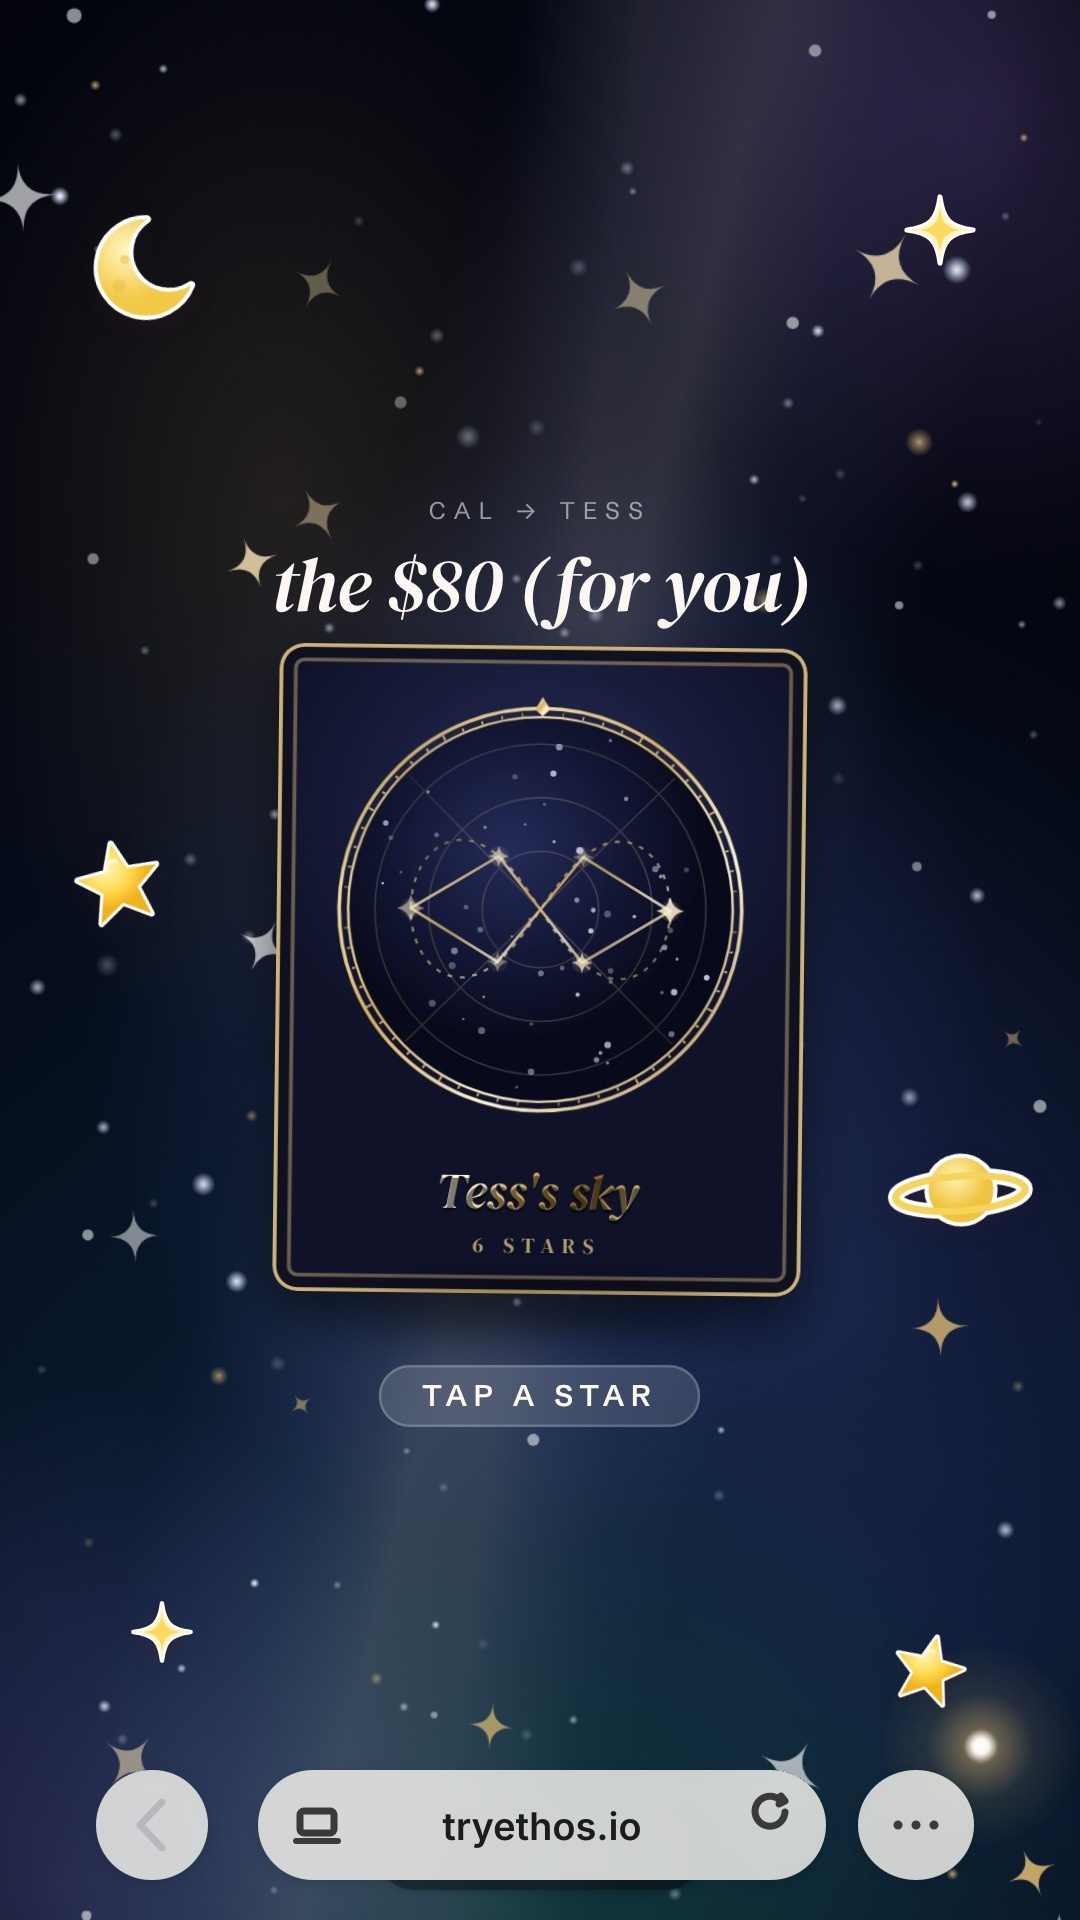 CAL → TESS
the $80 (for you)
Tess's sky
6 STARS
TAP A STAR
tryethos.io